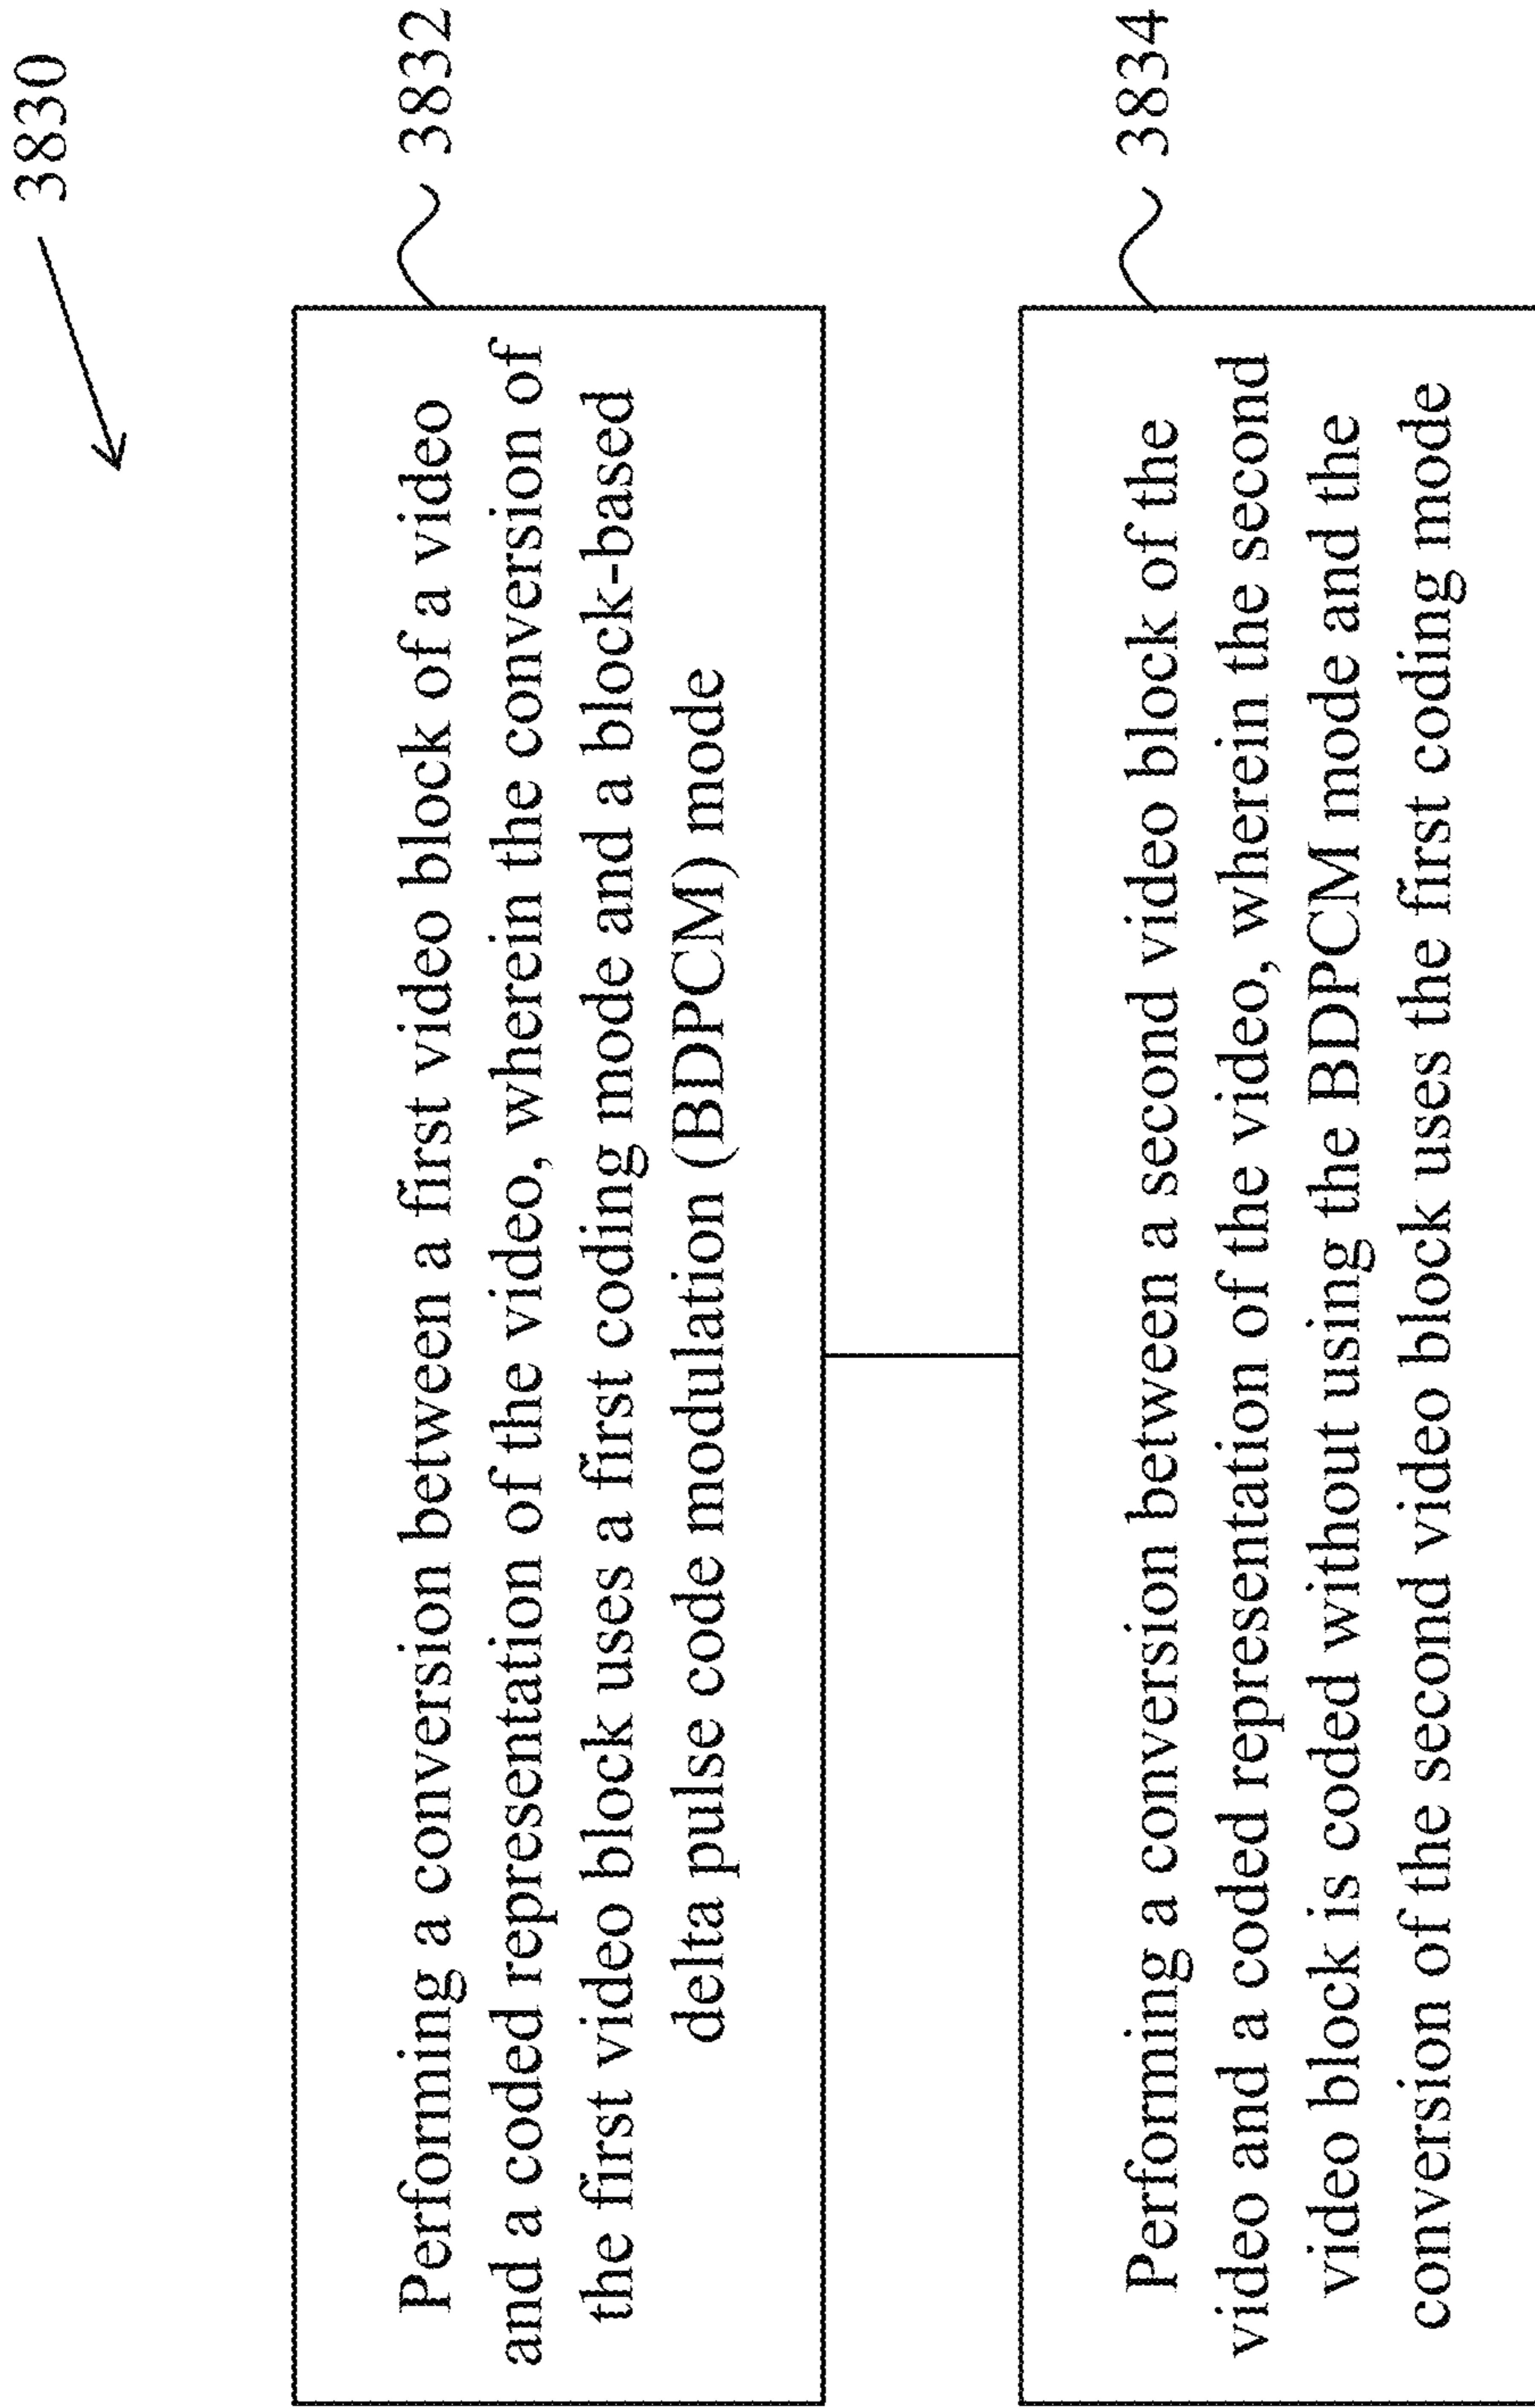 3830
Performing a conversion between a first video block of a video
and a coded representation of the video, wherein the conversion of
the first video block uses a first coding mode and a block-based
delta pulse code modulation (BDPCM) mode
3832
Performing a conversion between a second video block of the
video and a coded representation of the video, wherein the second
video block is coded without using the BDPCM mode and the
conversion of the second video block uses the first coding mode
3834